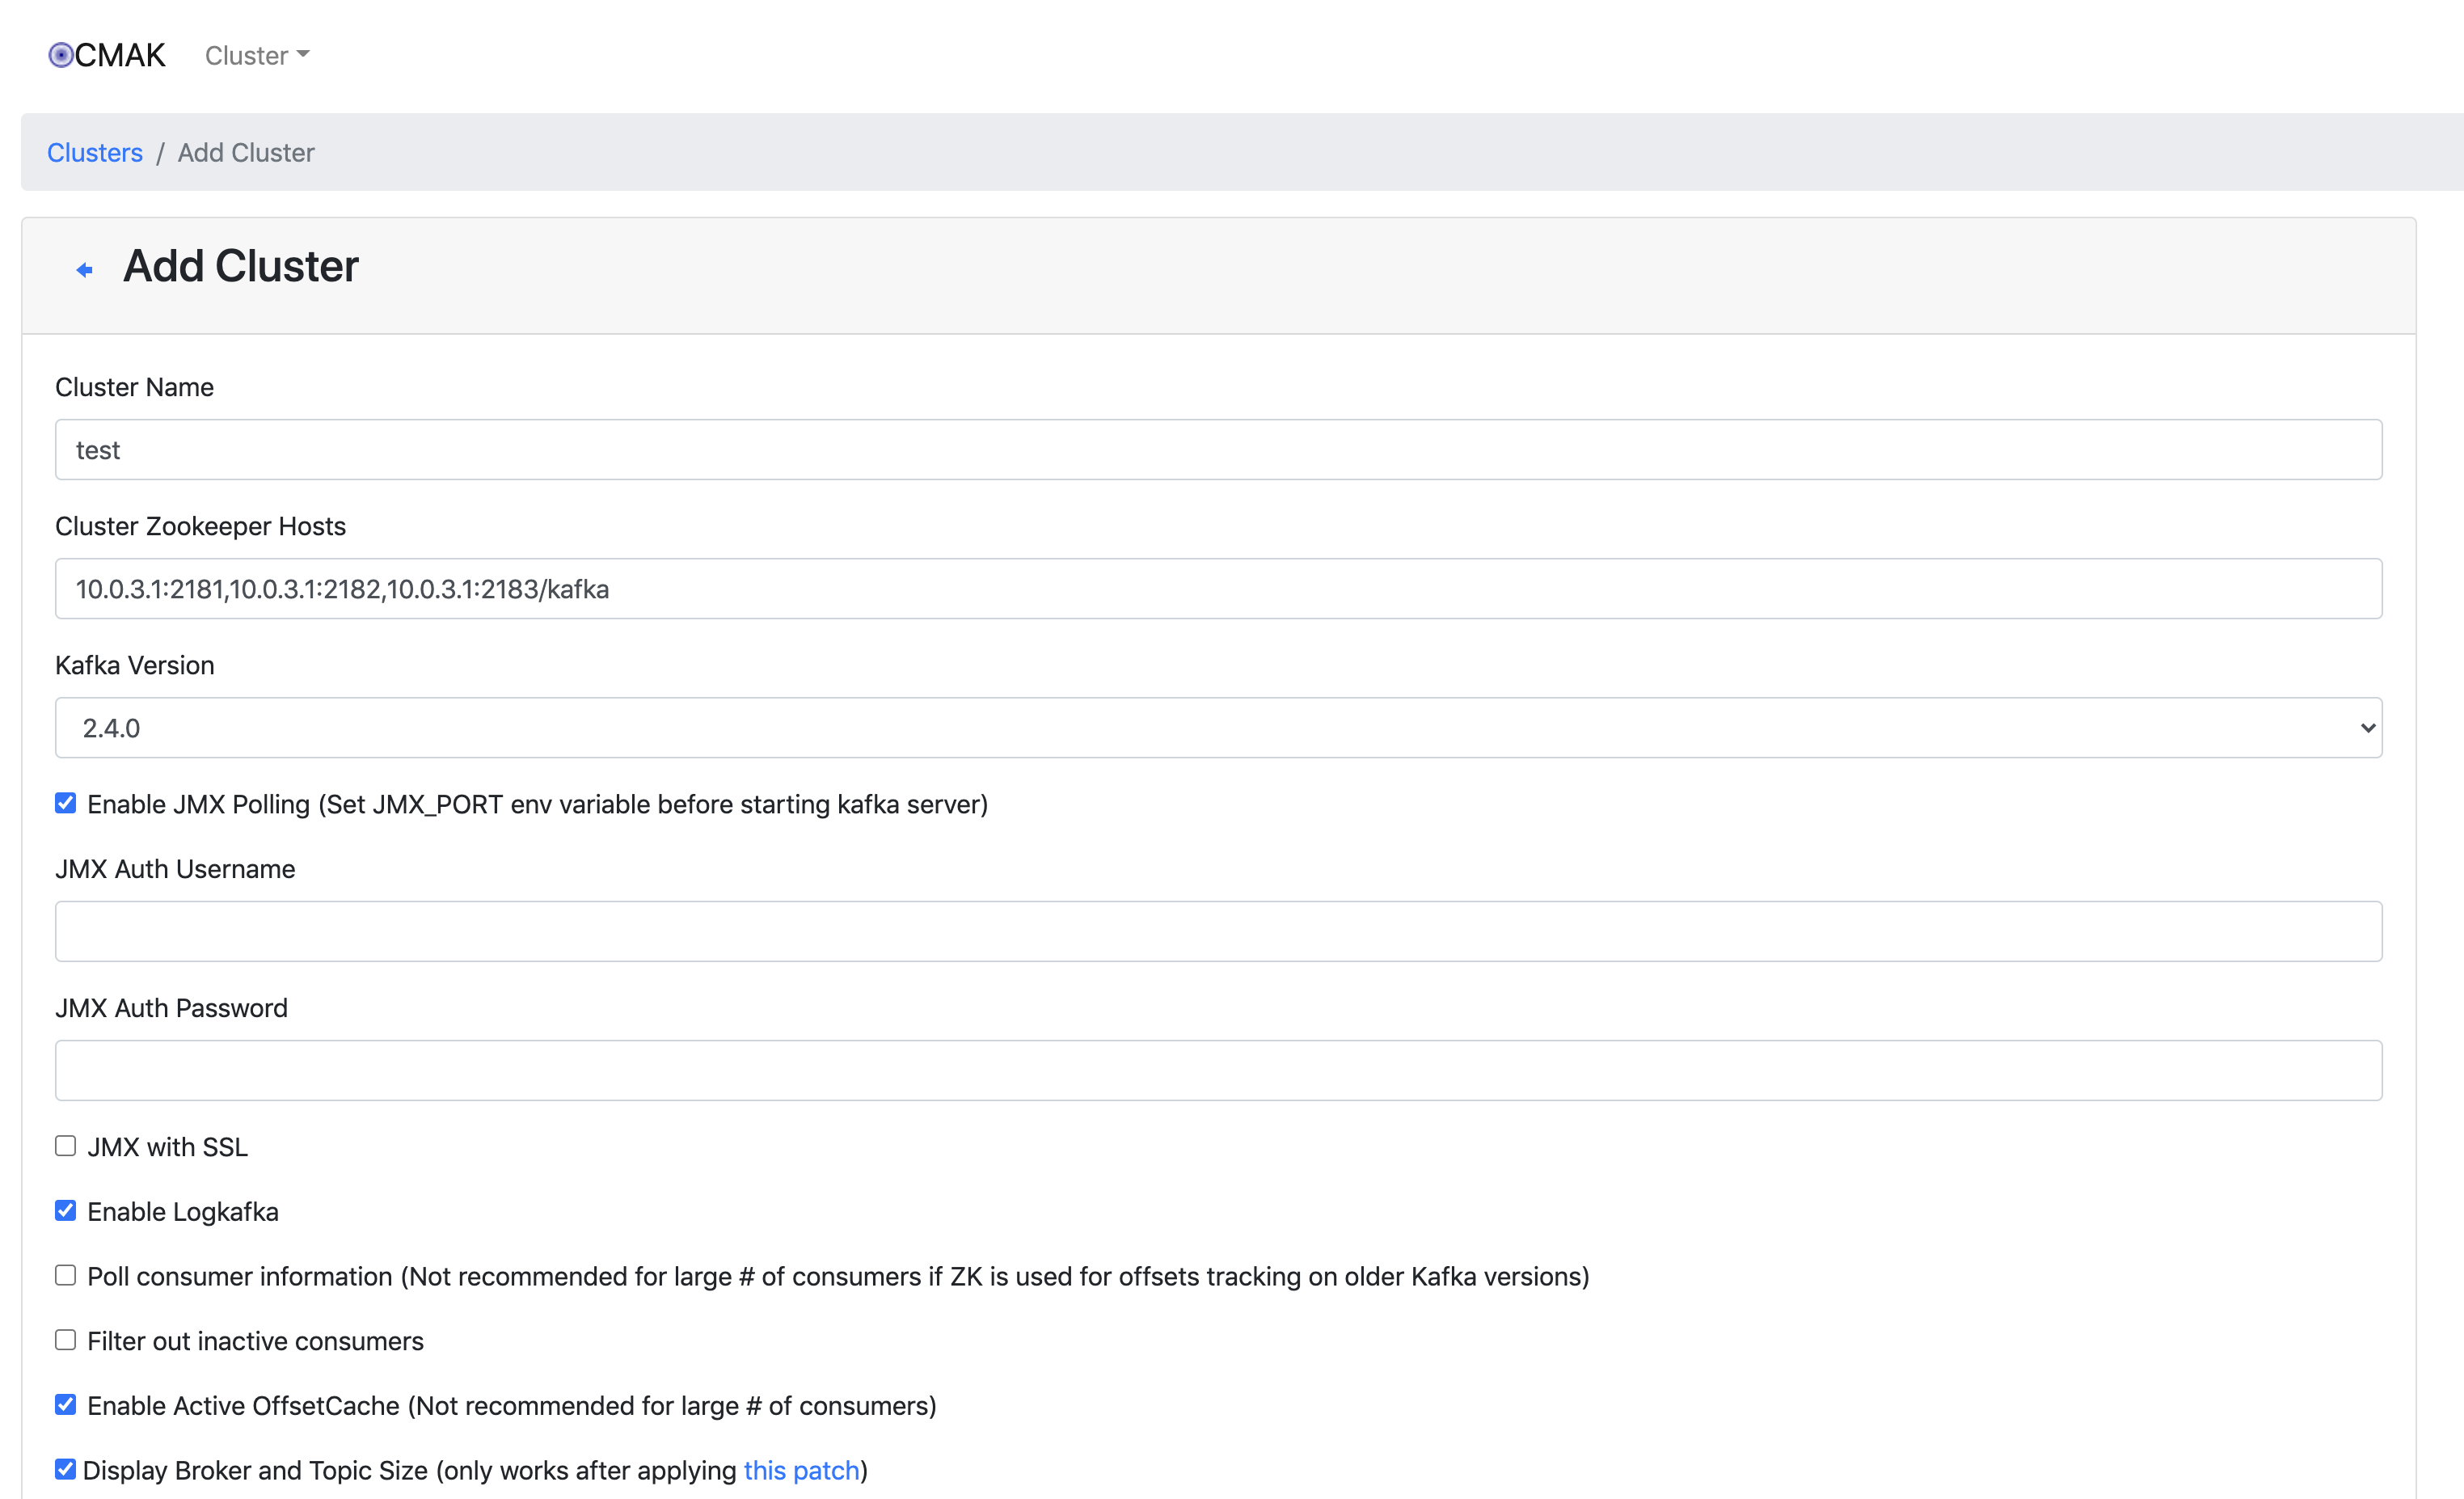 CMAK Cluster
Clusters / Add Cluster
Add Cluster
Cluster Name
test
Cluster Zookeeper Hosts
10.0.3.1:2181,10.0.3.1:2182,10.0.3.1:2183/kafka
Kafka Version
2.4.0
Enable JMX Polling (Set JMX_PORT env variable before starting kafka server)
JMX Auth Username
JMX Auth Password
JMX with SSL
Enable Logkafka
Poll consumer information (Not recommended for large # of consumers if ZK is used for offsets tracking on older Kafka versions)
Filter out inactive consumers
Enable Active OffsetCache (Not recommended for large # of consumers)
Display Broker and Topic Size (only works after applying this patch)